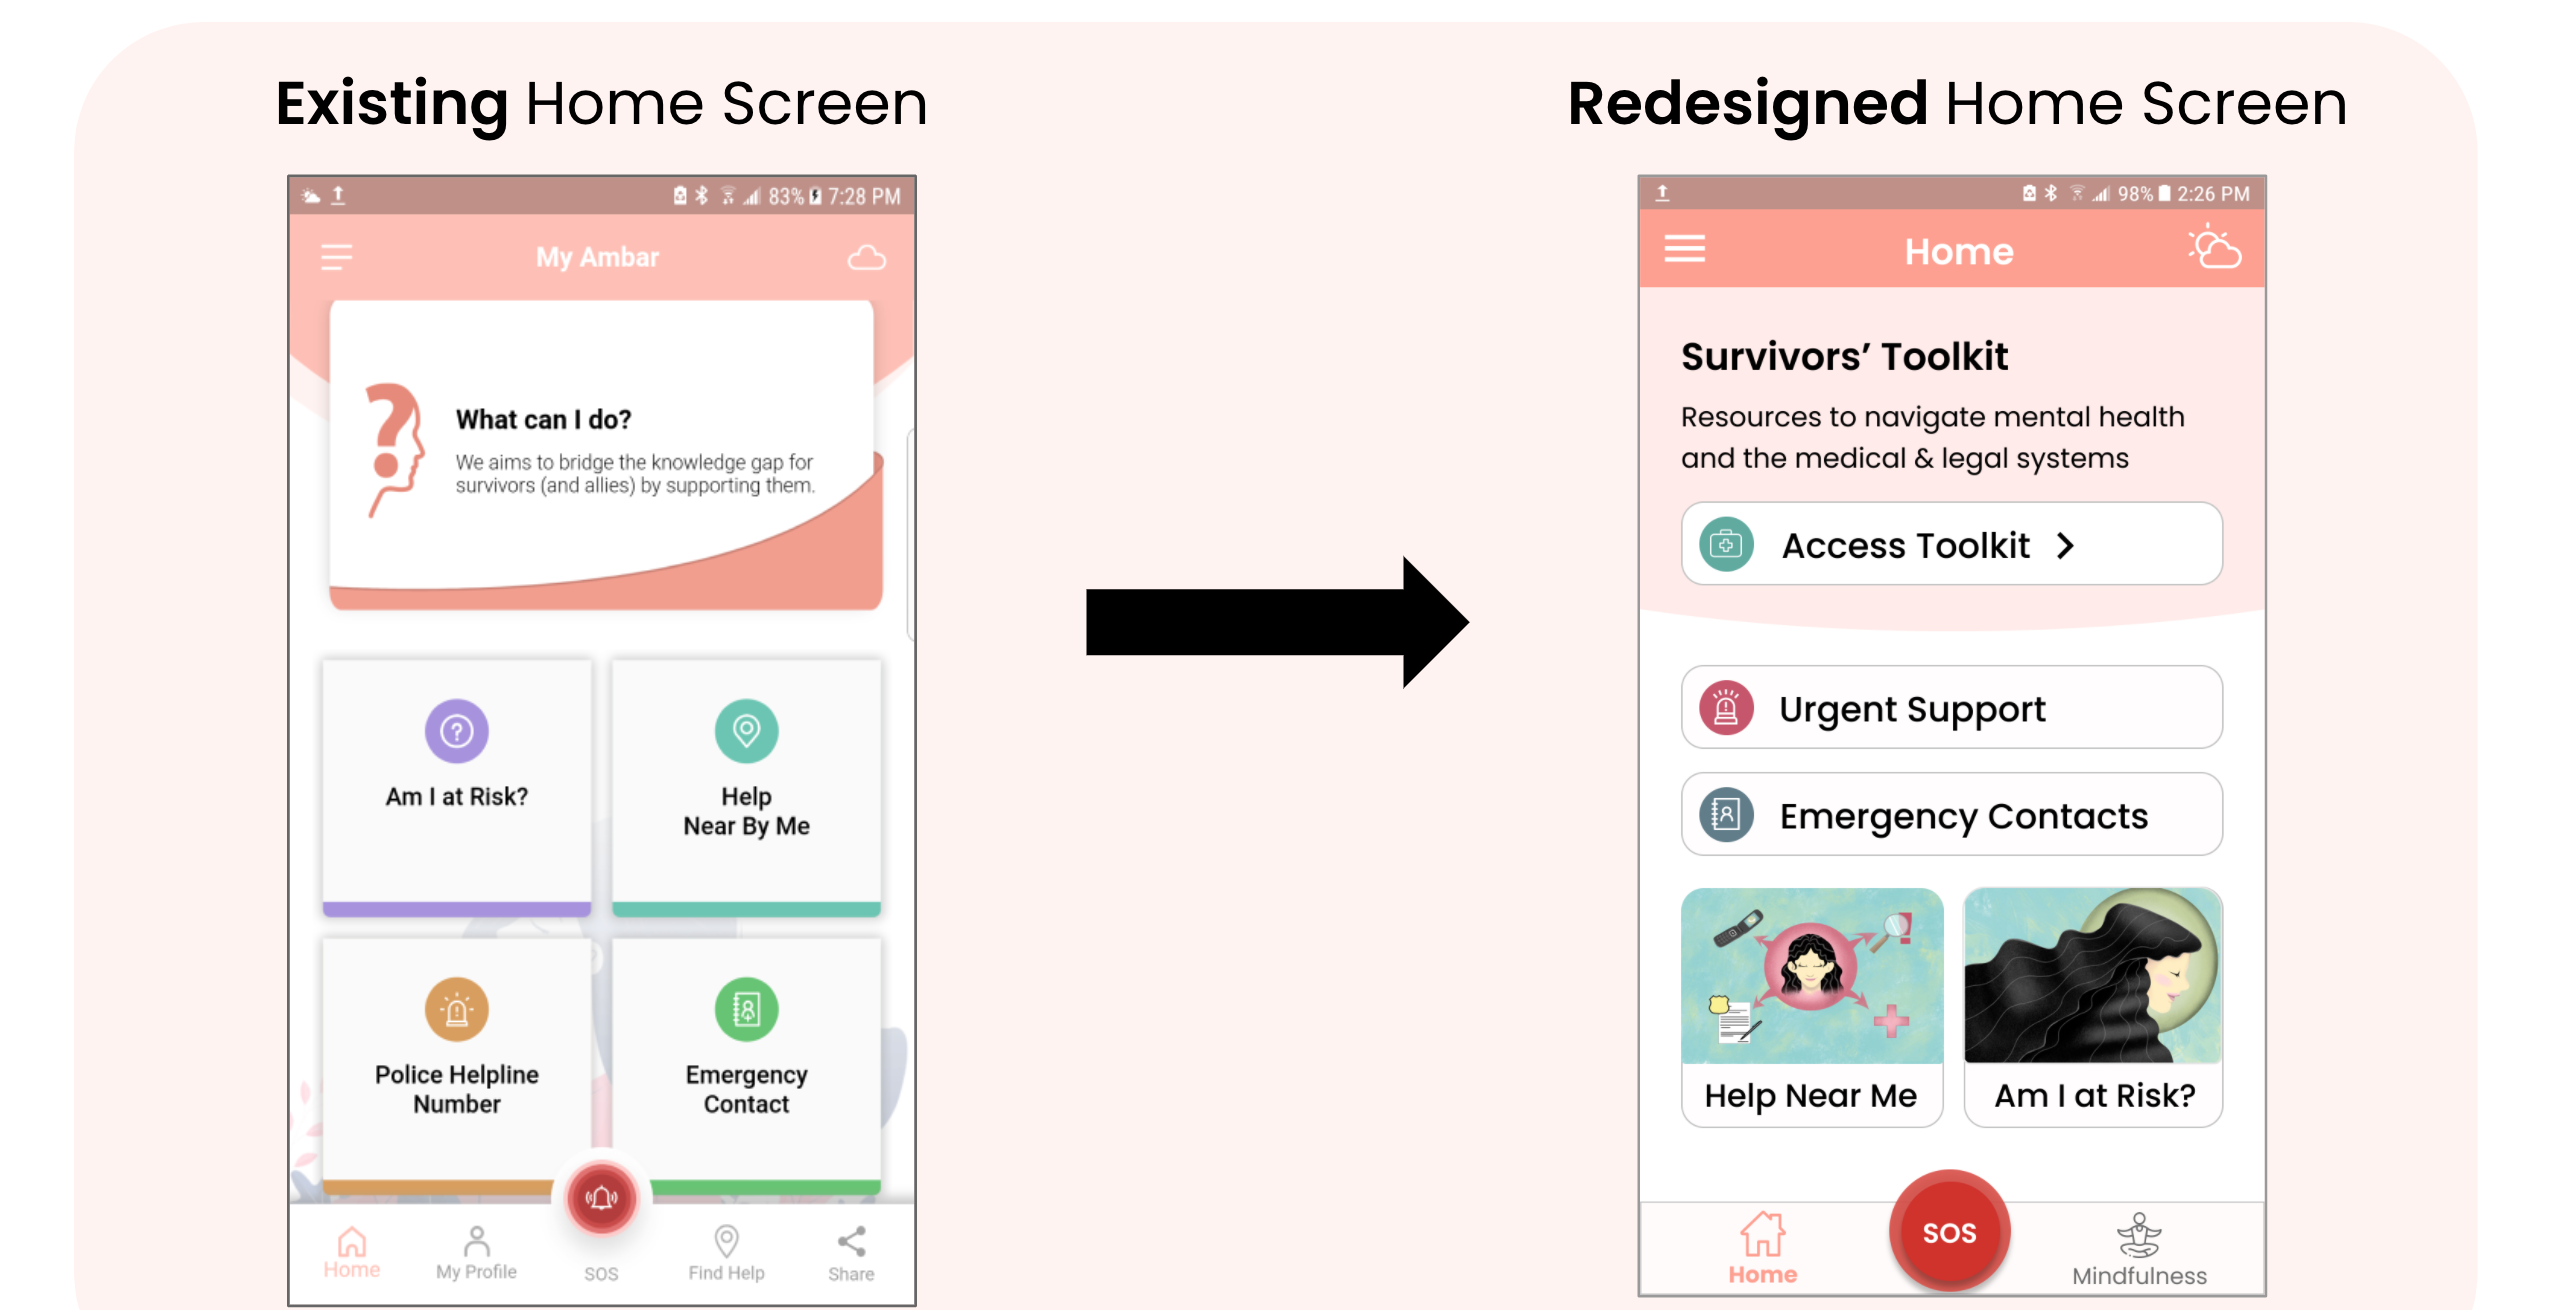 Existing Home Screen
83% 7:28 PM
My Ambar
What can I do?
We aims to bridge the knowledge gap for
survivors (and allies) by supporting them.
Am I at Risk?
Help
Near By Me
Police Helpline
Number
Emergency
Contact
Home
My Profile
SOS
Find Help
Share
Redesigned Home Screen
98% 2:26 PM
Home
Survivors’ Toolkit
Resources to navigate mental health
and the medical & legal systems
Access Toolkit
Urgent Support
Emergency Contacts
Help Near Me
Am I at Risk?
Home
SOS
Mindfulness